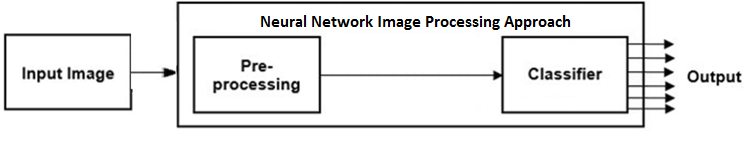 Neural Network Image Processing Approach
Input Image
Pre-
processing
Classifier
Output